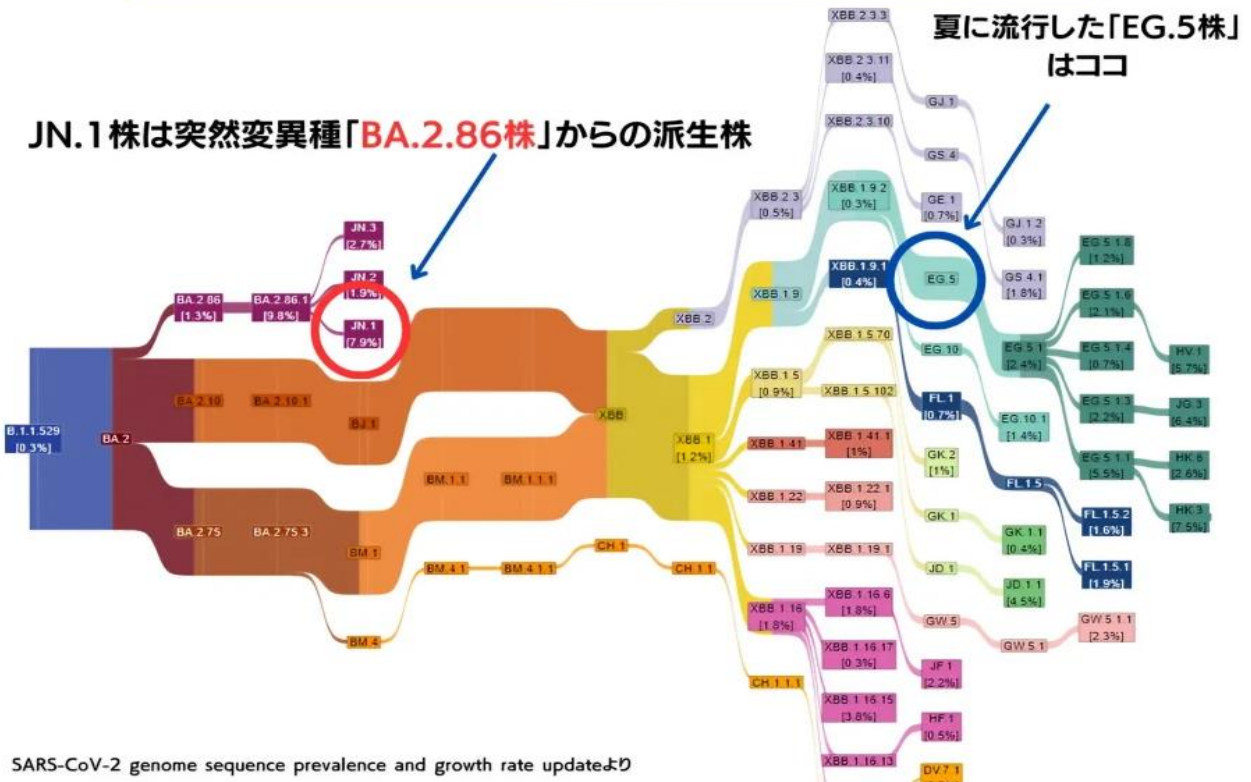 夏に流行した「EG.5株」
はココ
JN.1株は突然変異種「BA.2.86株」からの派生株
B.1.1.529
[0.3%]
BA.2
BA.2.86
[1.3%]
BA.2.86.1
[9.8%]
JN.3
[2.7%]
JN.2
[1.9%]
JN.1
[7.9%]
BA.2.10
BA.2.10.1
BJ.1
BA.2.75
BA.2.75.3
BM.1
BM.1.1
BM.1.1.1
BM.4
BM.4.1
BM.4.1.1
CH.1
CH.1.1
CH.1.1.1
XBB
XBB.2
XBB.1
[1.2%]
XBB.2.3
[0.5%]
XBB.1.9
XBB.1.5
[0.9%]
XBB.1.41
XBB.1.22
XBB.1.19
XBB.1.16
[1.8%]
XBB.2.3.3
XBB.2.3.11
[0.4%]
XBB.2.3.10
XBB.1.9.2
[0.3%]
XBB.1.9.1
[0.4%]
XBB.1.5.70
XBB.1.5.102
XBB.1.41.1
[1%]
XBB.1.22.1
[0.9%]
XBB.1.19.1
XBB.1.16.6
[1.8%]
XBB.1.16.17
[0.3%]
XBB.1.16.15
[3.8%]
XBB.1.16.13
GJ.1
GS.4
GE.1
[0.7%]
EG.5
EG.10
FL.1
[0.7%]
GK.2
[1%]
GK.1
JD.1
GW.5
JF.1
[2.2%]
HF.1
[0.5%]
DV.7.1
GJ.1.2
[0.3%]
GS.4.1
[1.8%]
EG.5.1
[2.4%]
EG.10.1
[1.4%]
FL.1.5
GK.1.1
[0.4%]
JD.1.1
[4.5%]
GW.5.1
EG.5.1.8
[1.2%]
EG.5.1.6
[2.1%]
EG.5.1.4
[0.7%]
EG.5.1.3
[2.2%]
EG.5.1.1
[5.5%]
FL.1.5.2
[1.6%]
FL.1.5.1
[1.9%]
GW.5.1.1
[2.3%]
HV.1
[5.7%]
JG.3
[6.4%]
HK.6
[2.6%]
HK.3
[7.5%]
SARS-CoV-2 genome sequence prevalence and growth rate updateより